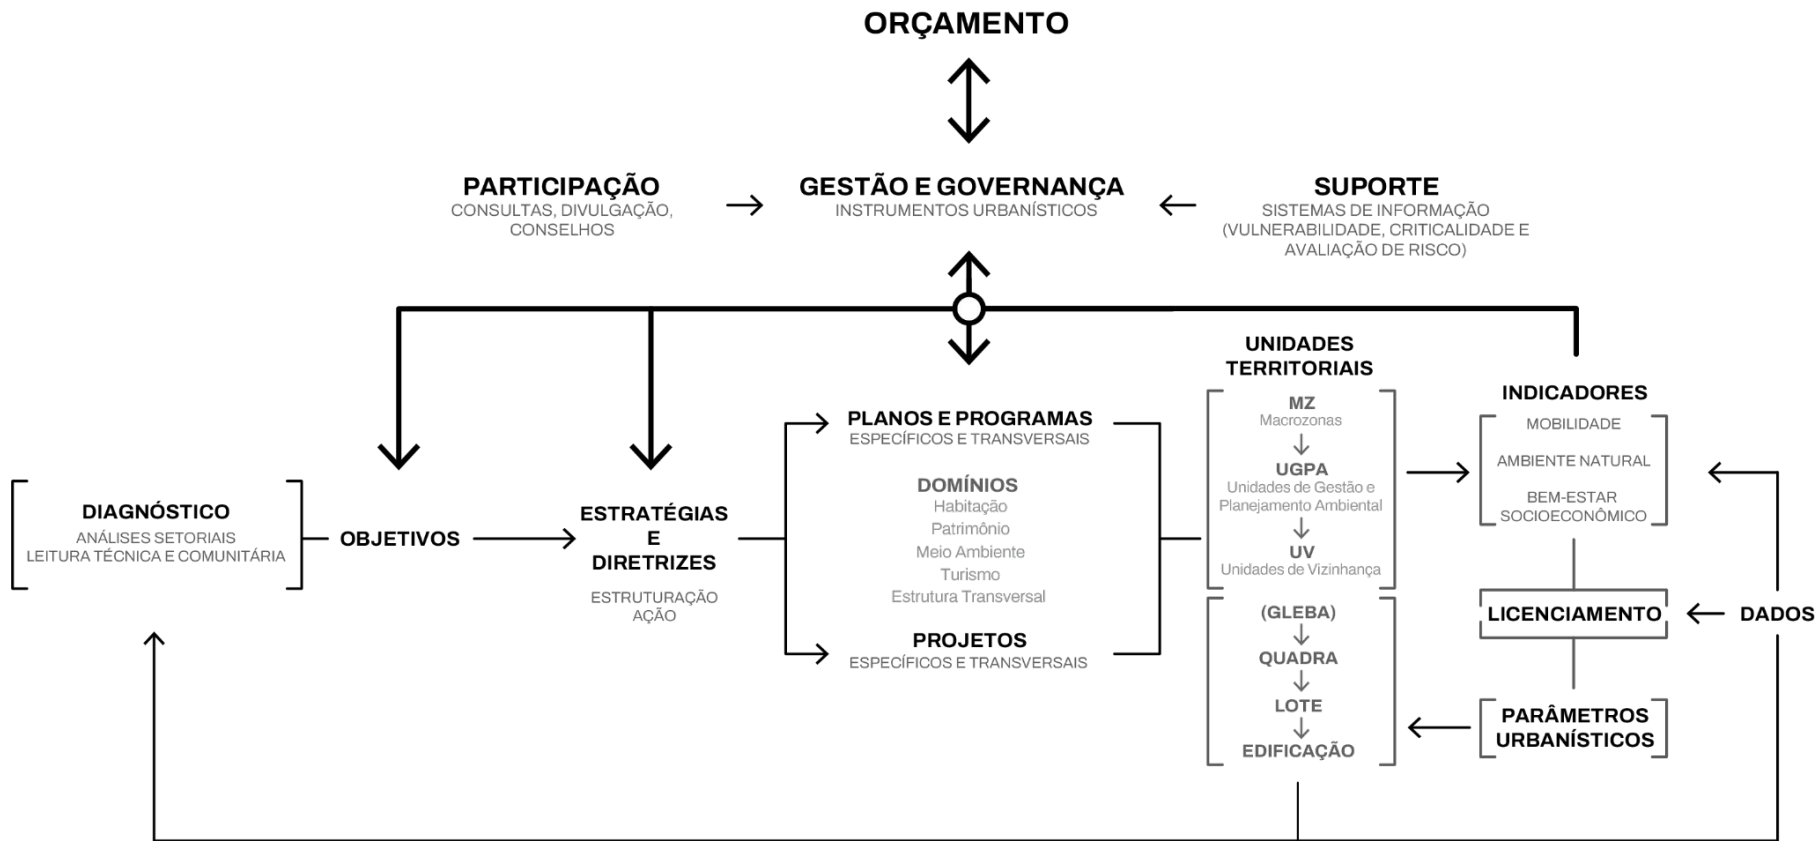 ORÇAMENTO
PARTICIPAÇÃO
CONSULTAS, DIVULGAÇÃO,
CONSELHOS
GESTÃO E GOVERNANÇA
INSTRUMENTOS URBANÍSTICOS
SUPORTE
SISTEMAS DE INFORMAÇÃO
(VULNERABILIDADE, CRITICALIDADE E
AVALIAÇÃO DE RISCO)
DIAGNÓSTICO
ANÁLISES SETORIAIS
LEITURA TÉCNICA E COMUNITÁRIA
OBJETIVOS
ESTRATÉGIAS
E
DIRETRIZES
ESTRUTURAÇÃO
AÇÃO
PLANOS E PROGRAMAS
ESPECÍFICOS E TRANSVERSAIS
DOMÍNIOS
Habitação
Patrimônio
Meio Ambiente
Turismo
Estrutura Transversal
PROJETOS
ESPECÍFICOS E TRANSVERSAIS
UNIDADES
TERRITORIAIS
MZ
Macrozonas
UGPA
Unidades de Gestão e
Planejamento Ambiental
UV
Unidades de Vizinhança
(GLEBA)
QUADRA
LOTE
EDIFICAÇÃO
INDICADORES
MOBILIDADE
AMBIENTE NATURAL
BEM-ESTAR
SOCIOECONÔMICO
LICENCIAMENTO
DADOS
PARÂMETROS
URBANÍSTICOS